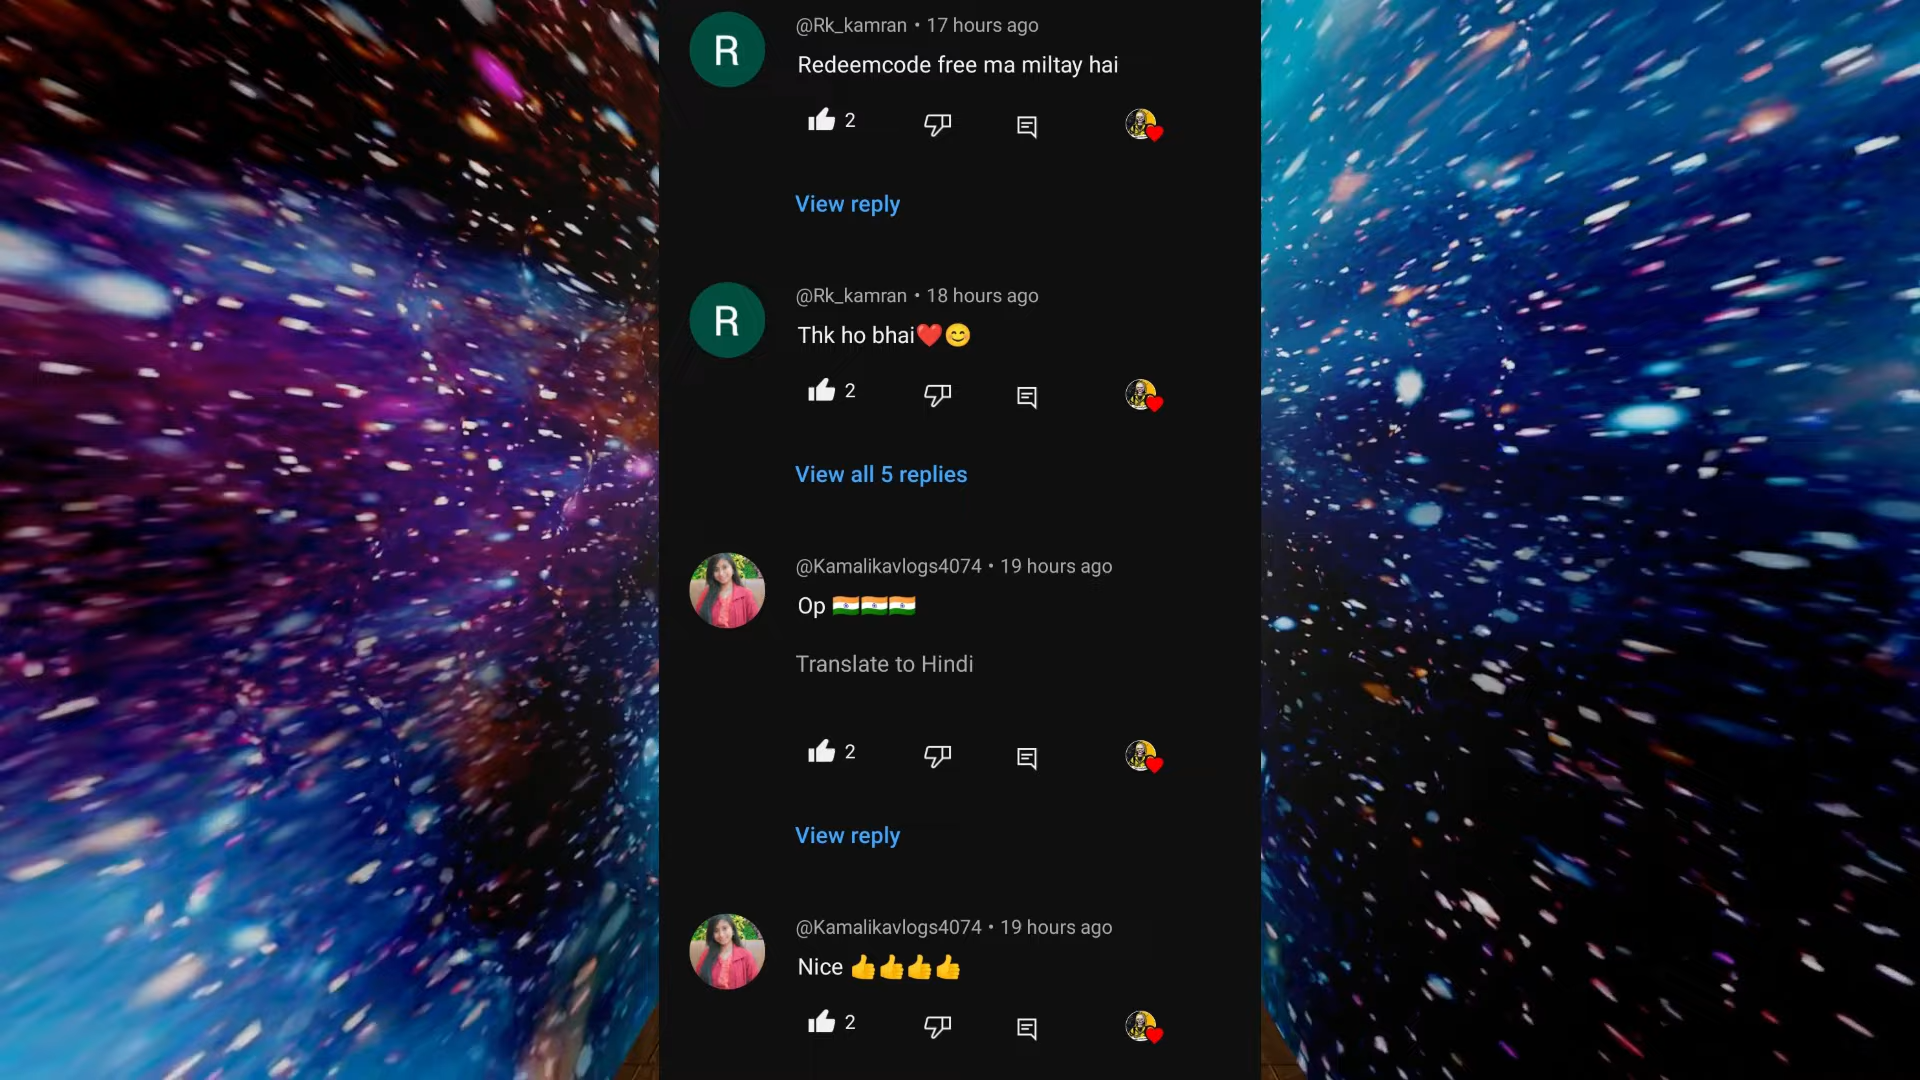 @Rk_kamran • 17 hours ago
Redeemcode free ma miltay hai
2
View reply
R
@Rk_kamran • 18 hours ago
Thk ho bhai❤️😊
2
View all 5 replies
R
@Kamalikavlogs4074 • 19 hours ago
Op 🇮🇳🇮🇳🇮🇳
Translate to Hindi
2
View reply
@Kamalikavlogs4074 • 19 hours ago
Nice 👍👍👍👍
2